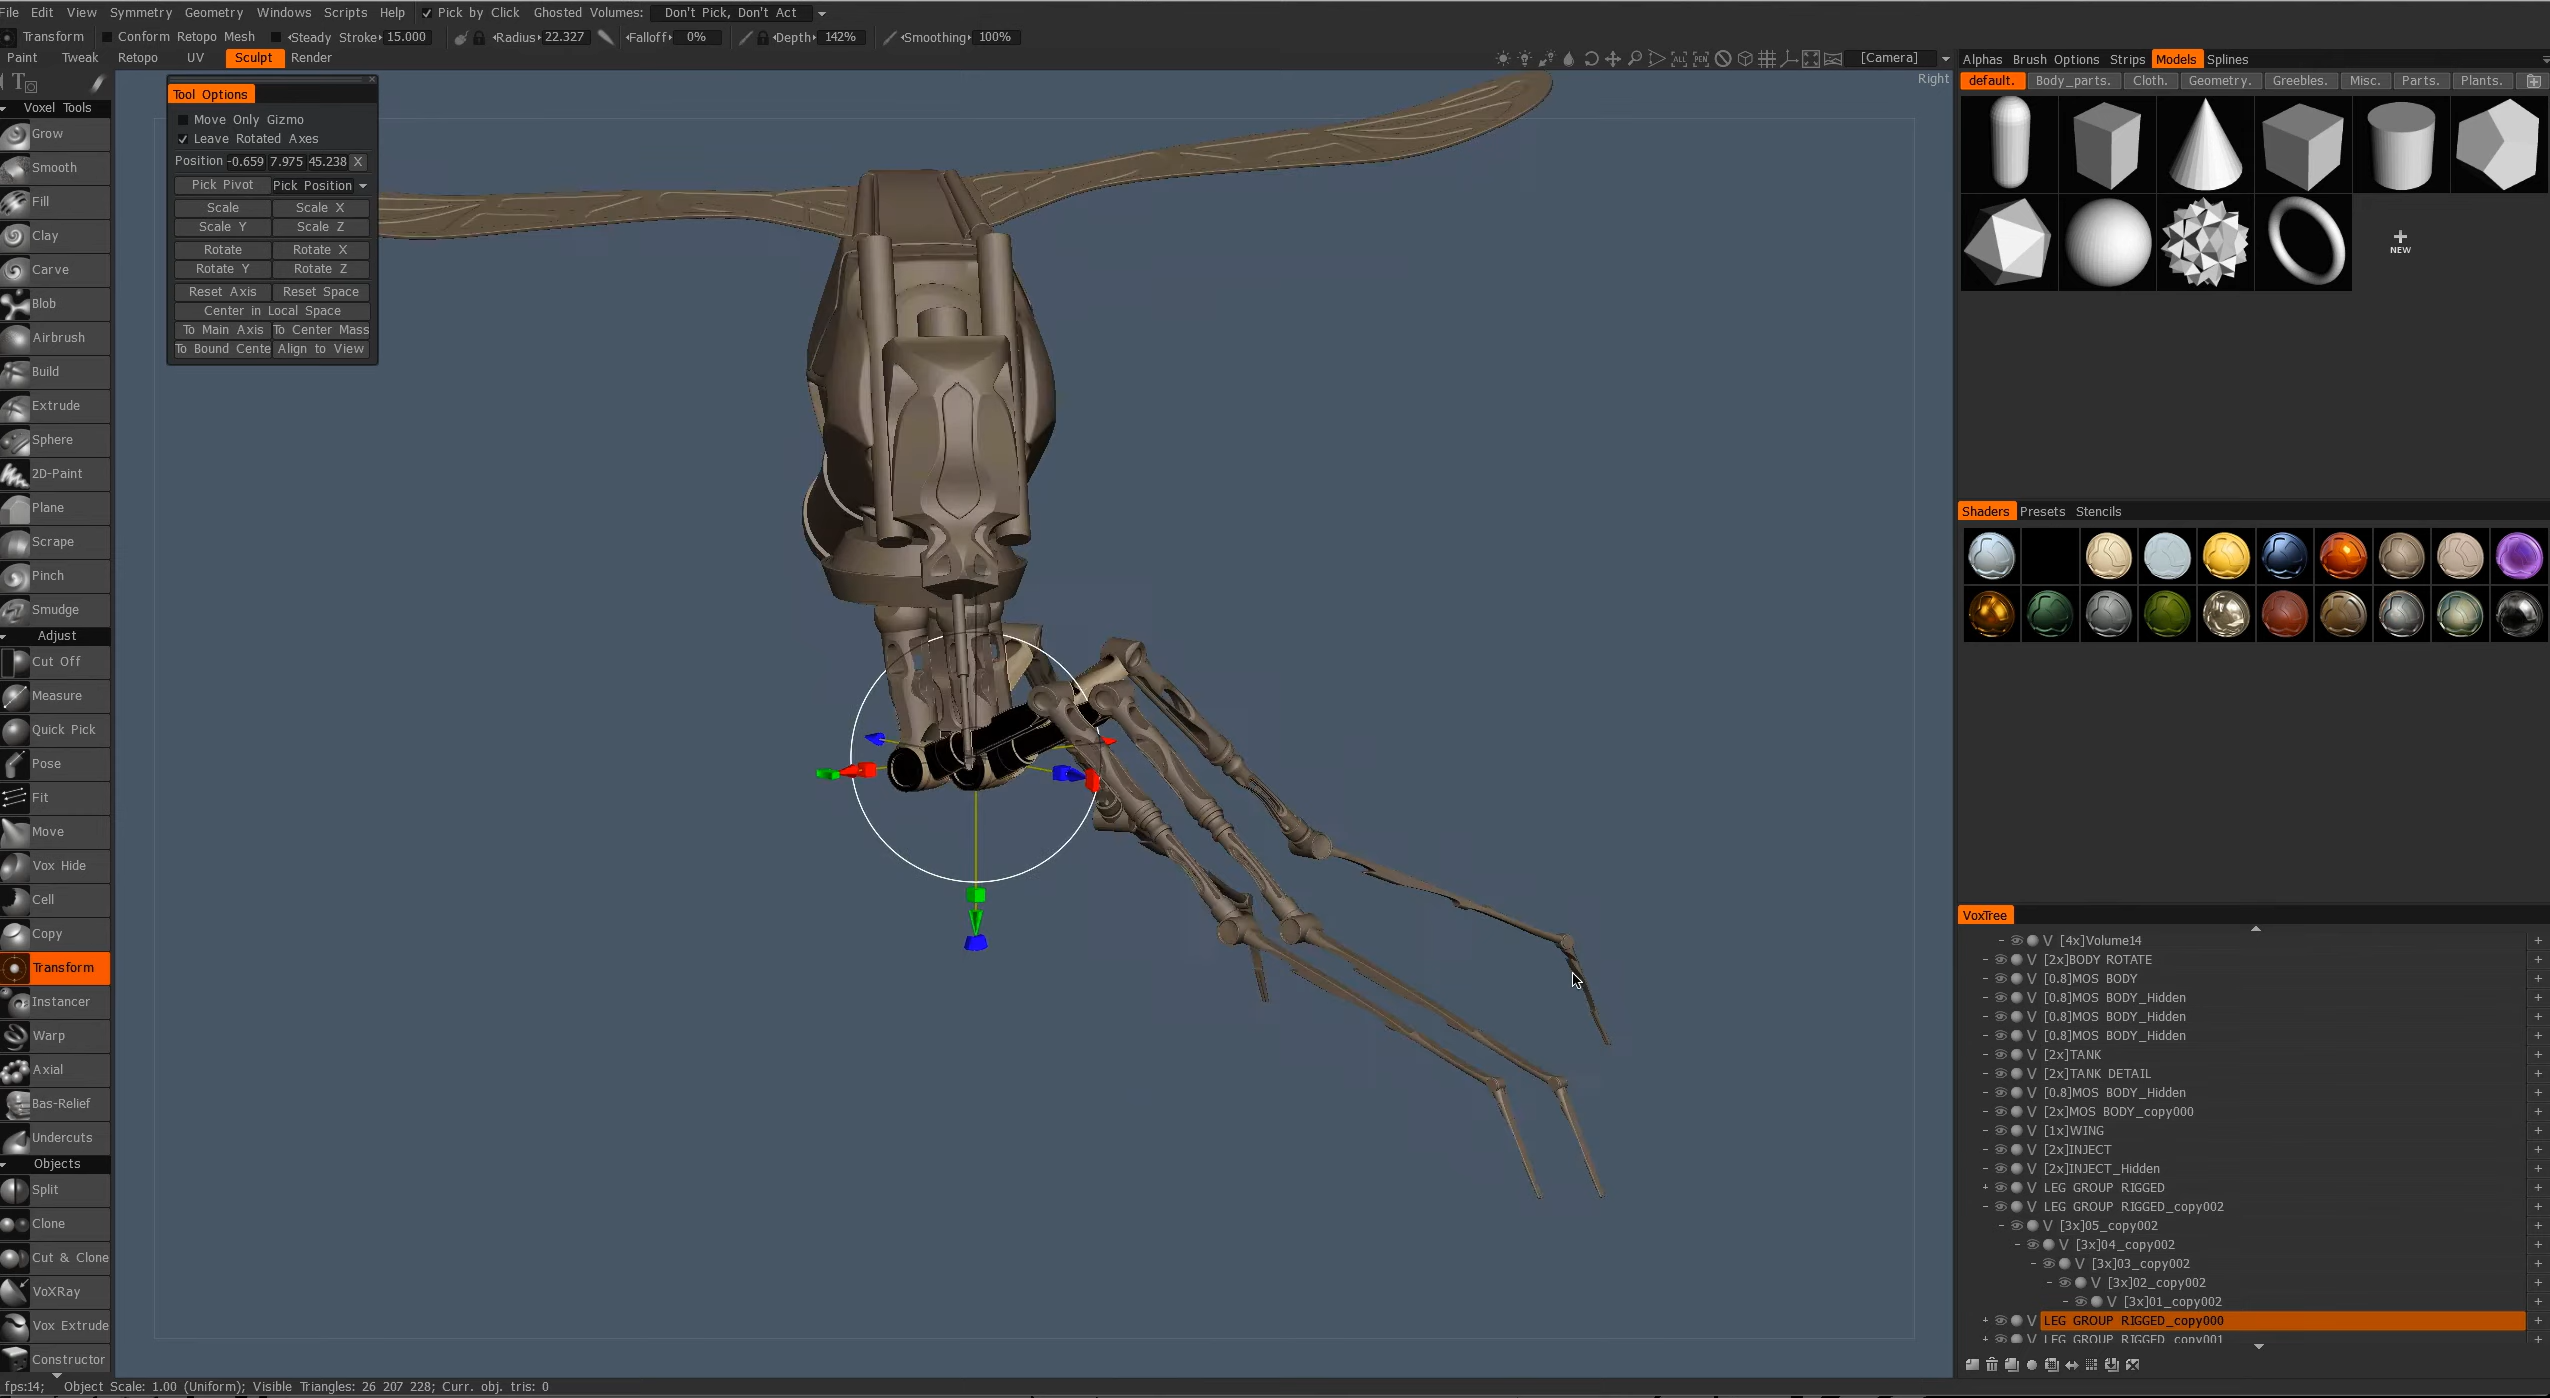 File Edit View Symmetry Geometry Windows Scripts Help Pick by Click Ghosted Volumes: Don't Pick, Don't Act
Transform Conform Retopo Mesh Steady Stroke 15.000 Radius 22.327 Falloff 0% Depth 142% Smoothing 100%
Paint Tweak Retopo UV Sculpt Render [Camera]
Right
Voxel Tools
Grow
Smooth
Fill
Clay
Carve
Blob
Airbrush
Build
Extrude
Sphere
2D-Paint
Plane
Scrape
Pinch
Smudge
Adjust
Cut Off
Measure
Quick Pick
Pose
Fit
Move
Vox Hide
Cell
Copy
Transform
Instancer
Warp
Axial
Bas-Relief
Undercuts
Objects
Split
Clone
Cut & Clone
VoXRay
Vox Extrude
Constructor
Tool Options
Move Only Gizmo
Leave Rotated Axes
Position -0.659 7.975 45.238 X
Pick Pivot Pick Position
Scale Scale X
Scale Y Scale Z
Rotate Rotate X
Rotate Y Rotate Z
Reset Axis Reset Space
Center in Local Space
To Main Axis To Center Mass
To Bound Cente Align to View
Alphas Brush Options Strips Models Splines
default. Body_parts. Cloth. Geometry. Greebles. Misc. Parts. Plants.
NEW
Shaders Presets Stencils
VoxTree
V [4x]Volume14 +
V [2x]BODY ROTATE +
V [0.8]MOS BODY +
V [0.8]MOS BODY_Hidden +
V [0.8]MOS BODY_Hidden +
V [0.8]MOS BODY_Hidden +
V [2x]TANK +
V [2x]TANK DETAIL +
V [0.8]MOS BODY_Hidden +
V [2x]MOS BODY_copy000 +
V [1x]WING +
V [2x]INJECT +
V [2x]INJECT_Hidden +
V LEG GROUP RIGGED +
V LEG GROUP RIGGED_copy002 +
V [3x]05_copy002 +
V [3x]04_copy002 +
V [3x]03_copy002 +
V [3x]02_copy002 +
V [3x]01_copy002 +
V LEG GROUP RIGGED_copy000 +
V LEG GROUP RIGGED_copy001 +
fps:14; Object Scale: 1.00 (Uniform); Visible Triangles: 26 207 228; Curr. obj. tris: 0